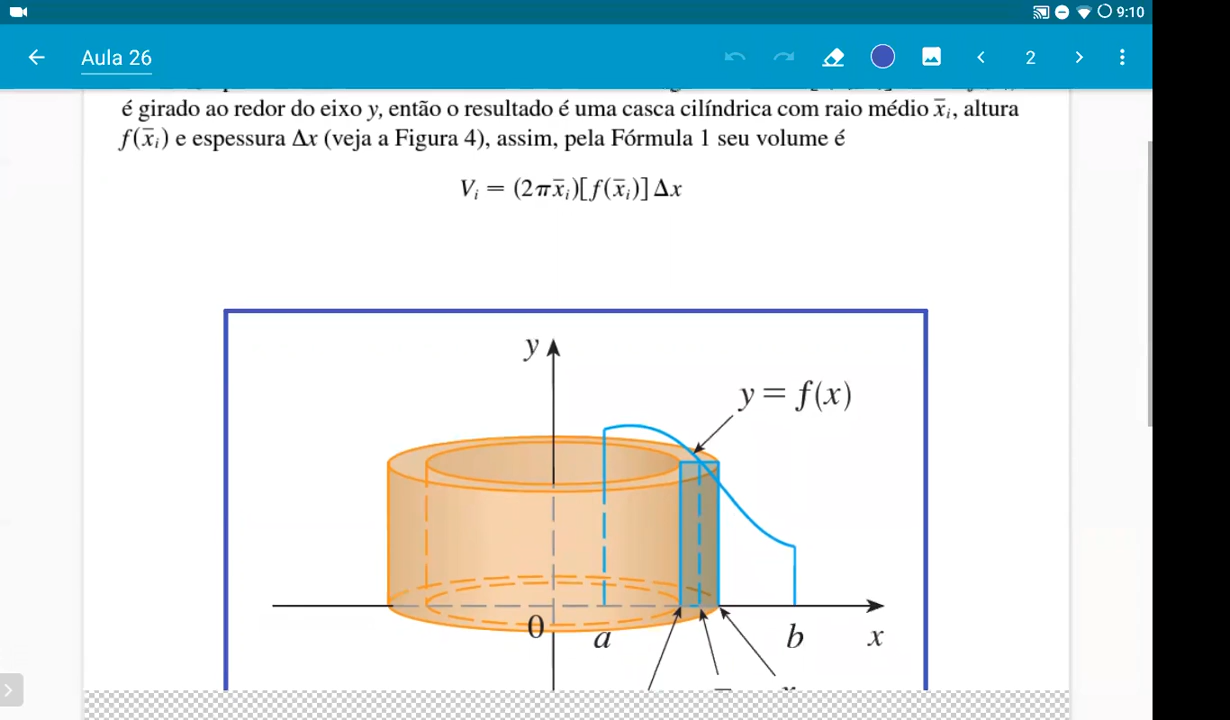 9:10
Aula 26
2
é girado ao redor do eixo y, então o resultado é uma casca cilíndrica com raio médio x̄ᵢ, altura
f(x̄ᵢ) e espessura Δx (veja a Figura 4), assim, pela Fórmula 1 seu volume é
Vᵢ = (2πx̄ᵢ)[f(x̄ᵢ)] Δx
y
y = f(x)
0
a
b
x